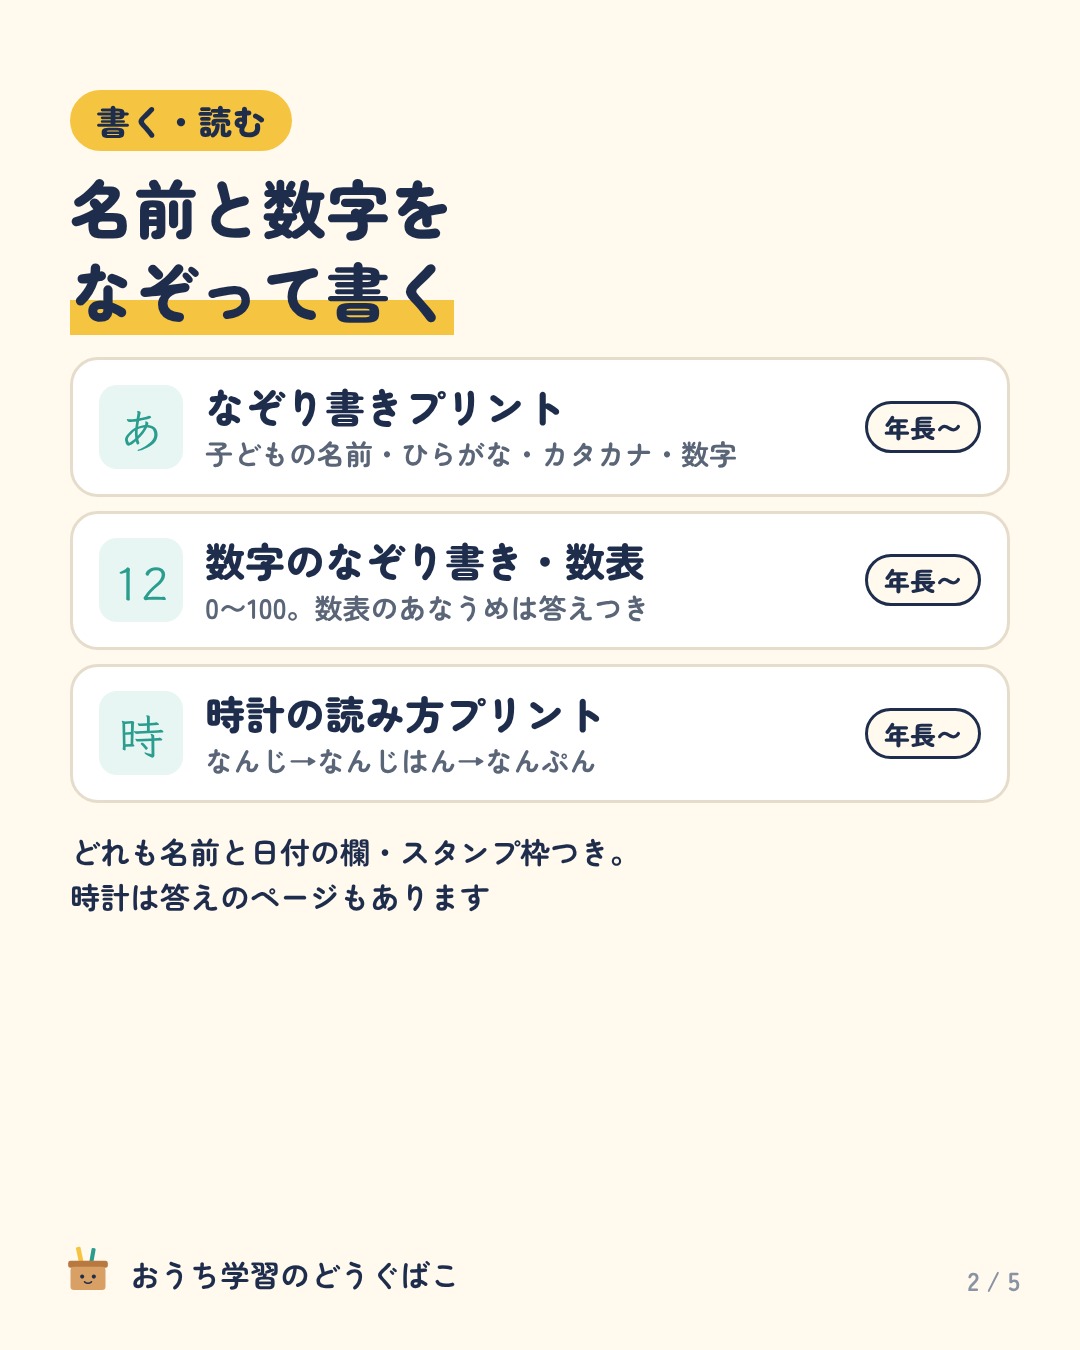 書く・読む
名前と数字を
なぞって書く
あ
なぞり書きプリント
子どもの名前・ひらがな・カタカナ・数字
年長〜
12
数字のなぞり書き・数表
0〜100。数表のあなうめは答えつき
年長〜
時
時計の読み方プリント
なんじ→なんじはん→なんぷん
年長〜
どれも名前と日付の欄・スタンプ枠つき。
時計は答えのページもあります
おうち学習のどうぐばこ
2 / 5